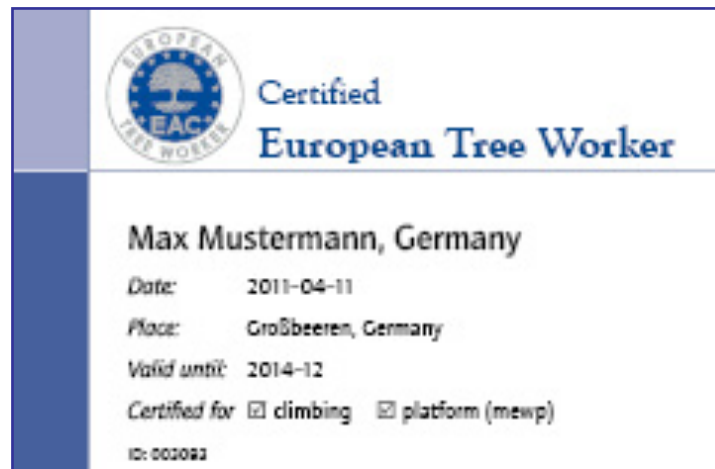 EUROPEAN
EAC
TREE WORKER
Certified
European Tree Worker
Max Mustermann, Germany
Date: 2011-04-11
Place: Großbeeren, Germany
Valid until: 2014-12
Certified for ☑ climbing ☑ platform (mewp)
ID: 003093